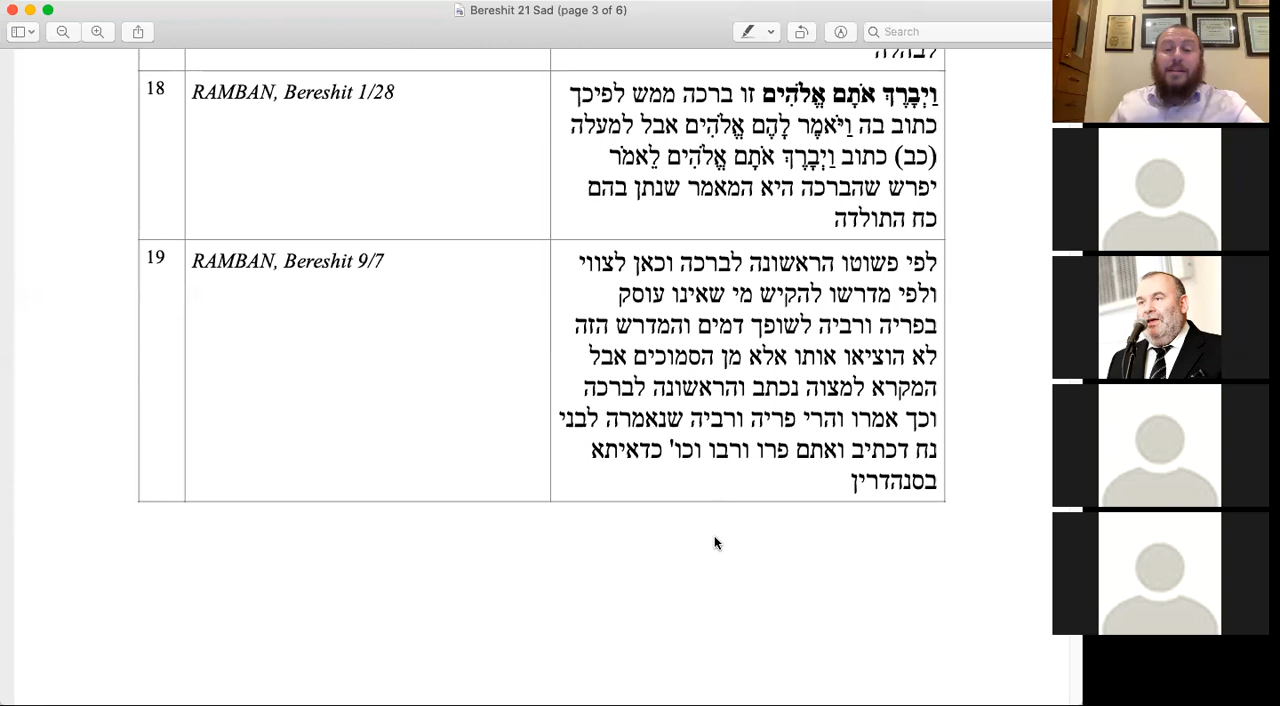 Bereshit 21 Sad (page 3 of 6)
Search
לבהלה
18
RAMBAN, Bereshit 1/28
וַיְבָרֶךְ אֹתָם אֱלֹהִים זו ברכה ממש לפיכך
כתוב בה וַיֹּאמֶר לָהֶם אֱלֹהִים אבל למעלה
(כב) כתוב וַיְבָרֶךְ אֹתָם אֱלֹהִים לֵאמֹר
יפרש שהברכה היא המאמר שנתן בהם
כח התולדה
19
RAMBAN, Bereshit 9/7
לפי פשוטו הראשונה לברכה וכאן לצווי
ולפי מדרשו להקיש מי שאינו עוסק
בפריה ורביה לשופך דמים והמדרש הזה
לא הוציאו אותו אלא מן הסמוכים אבל
המקרא למצוה נכתב והראשונה לברכה
וכך אמרו והרי פריה ורביה שנאמרה לבני
נח דכתיב ואתם פרו ורבו וכו' כדאיתא
בסנהדרין